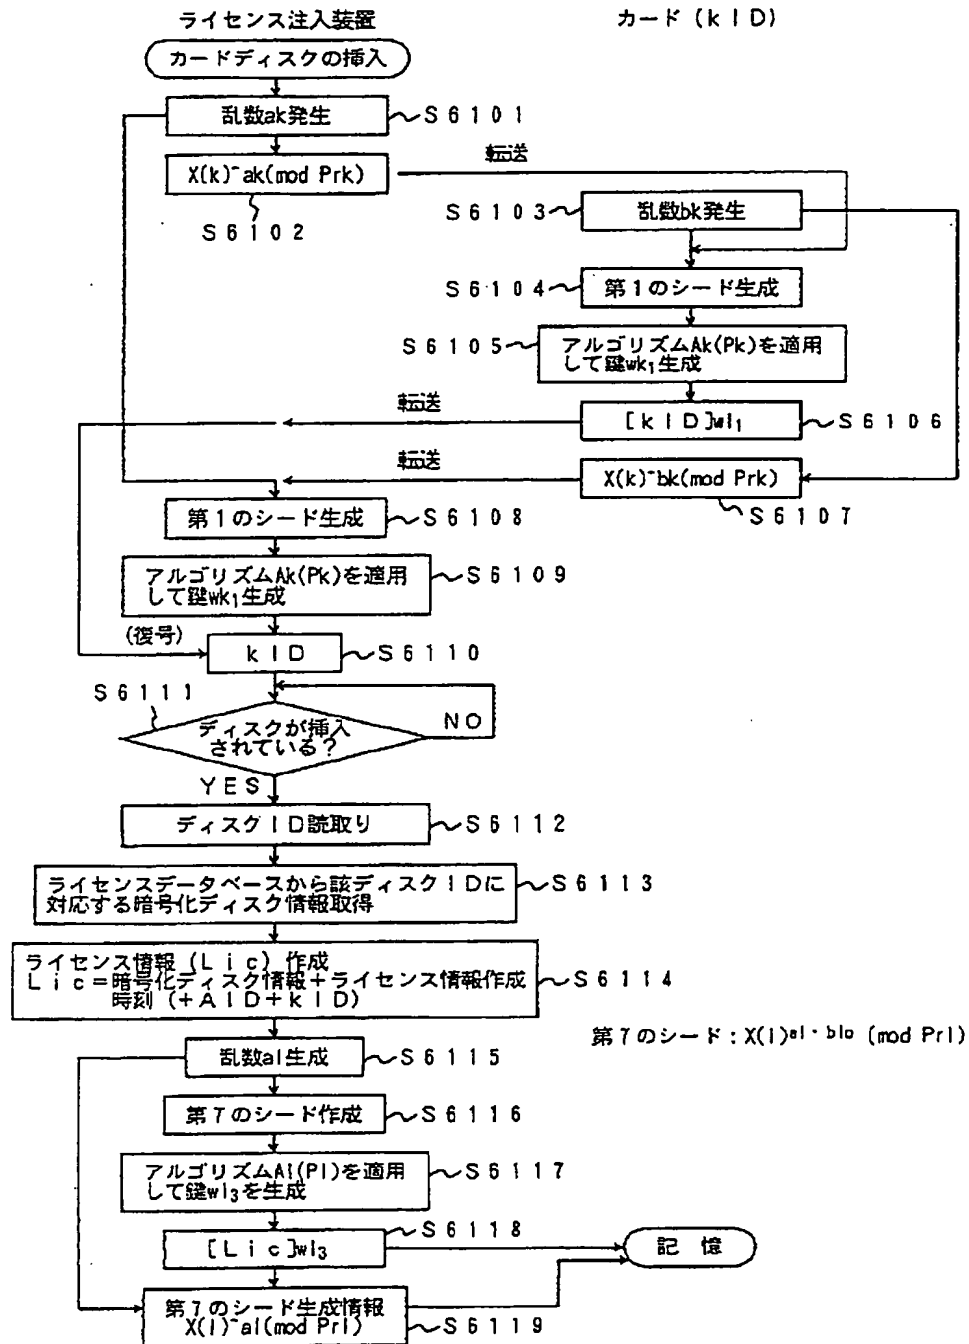 ライセンス注入装置
カード (kID)
カードディスクの挿入
乱数ak発生
S6101
転送
X(k)^ak(mod Prk)
S6102
S6103
乱数bk発生
S6104
第1のシード生成
S6105
アルゴリズムAk(Pk)を適用
して鍵wk1生成
転送
[kID]wl1
S6106
転送
X(k)^bk(mod Prk)
S6107
第1のシード生成
S6108
アルゴリズムAk(Pk)を適用
して鍵wk1生成
S6109
(復号)
kID
S6110
S6111
ディスクが挿入
されている?
NO
YES
ディスクID読取り
S6112
ライセンスデータベースから該ディスクIDに
対応する暗号化ディスク情報取得
S6113
ライセンス情報 (Lic) 作成
Lic=暗号化ディスク情報+ライセンス情報作成
時刻 (+AID+kID)
S6114
第7のシード:X(l)al・blo (mod Prl)
乱数al生成
S6115
第7のシード作成
S6116
アルゴリズムAl(Pl)を適用
して鍵wl3を生成
S6117
[Lic]wl3
S6118
記憶
第7のシード生成情報
X(l)^al(mod Prl)
S6119